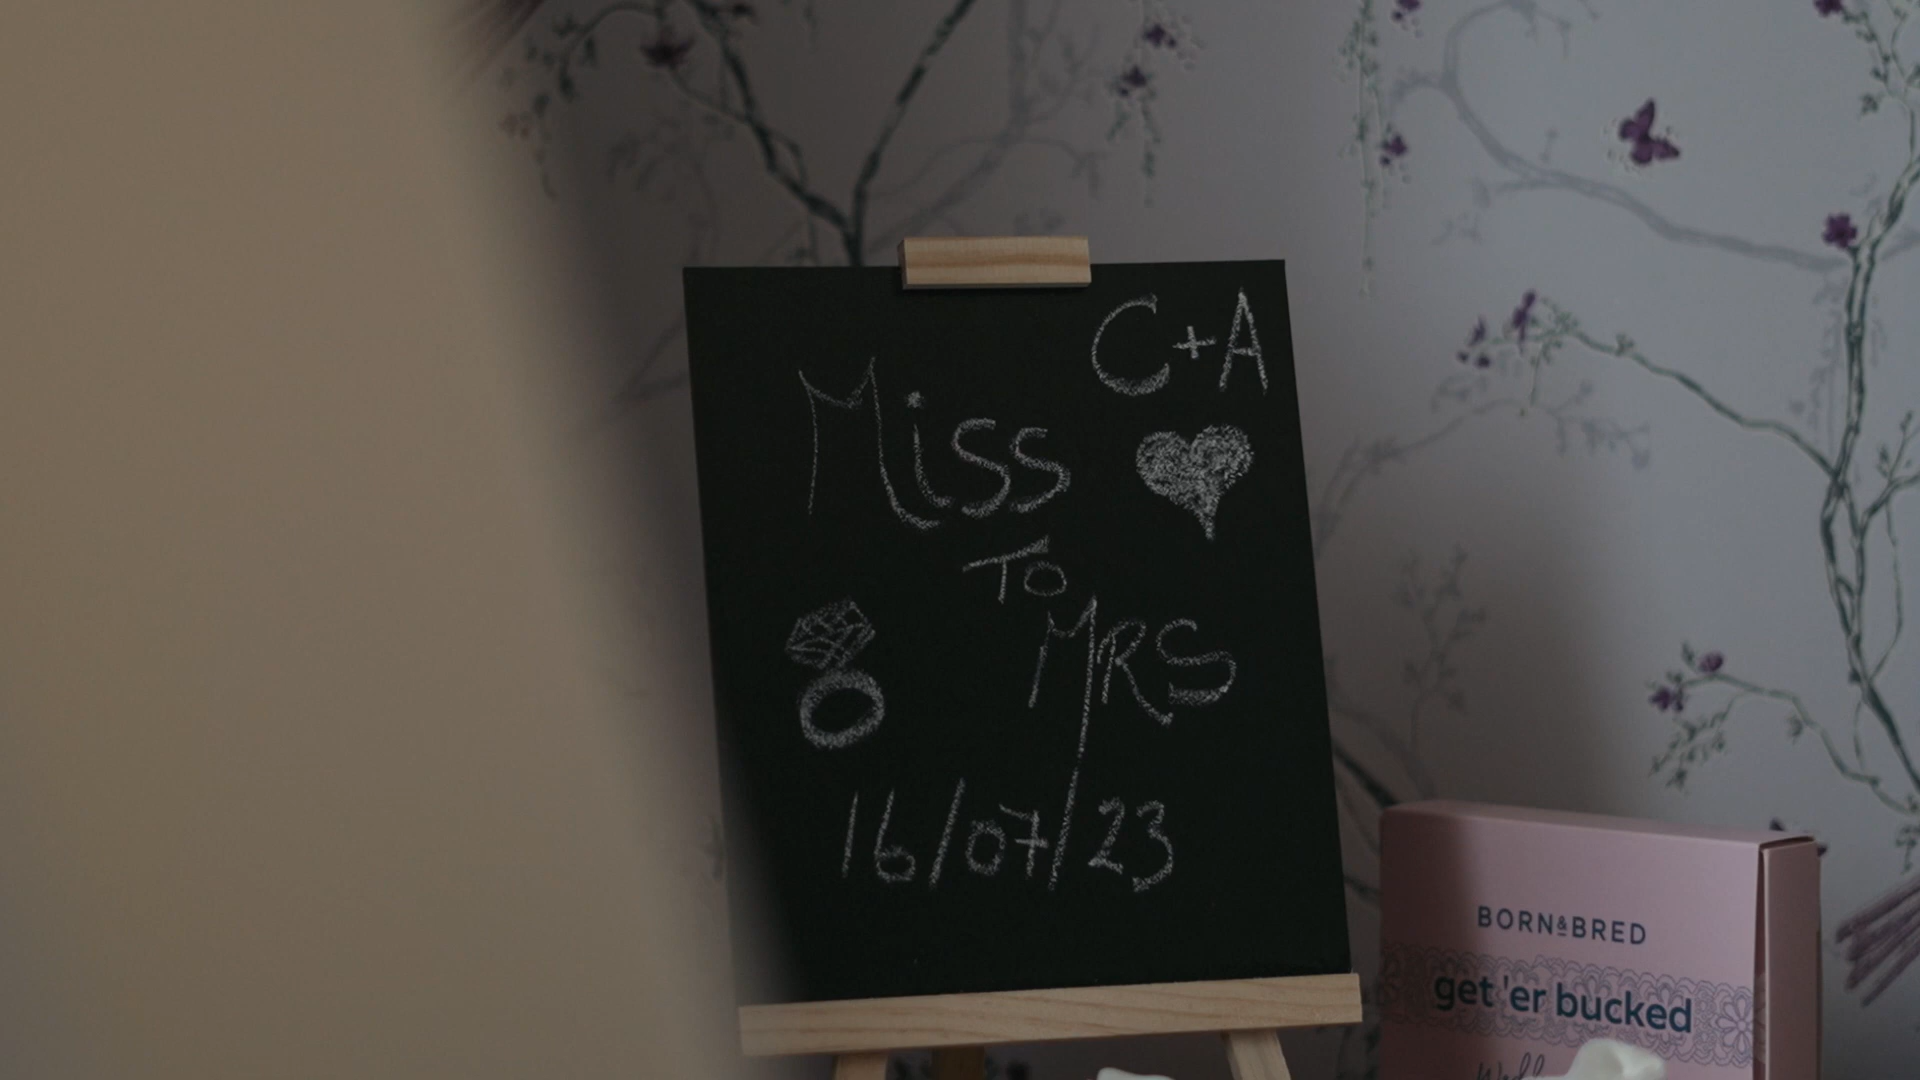 C+A
Miss
To
MRS
16/07/23
BORN&BRED
get 'er bucked